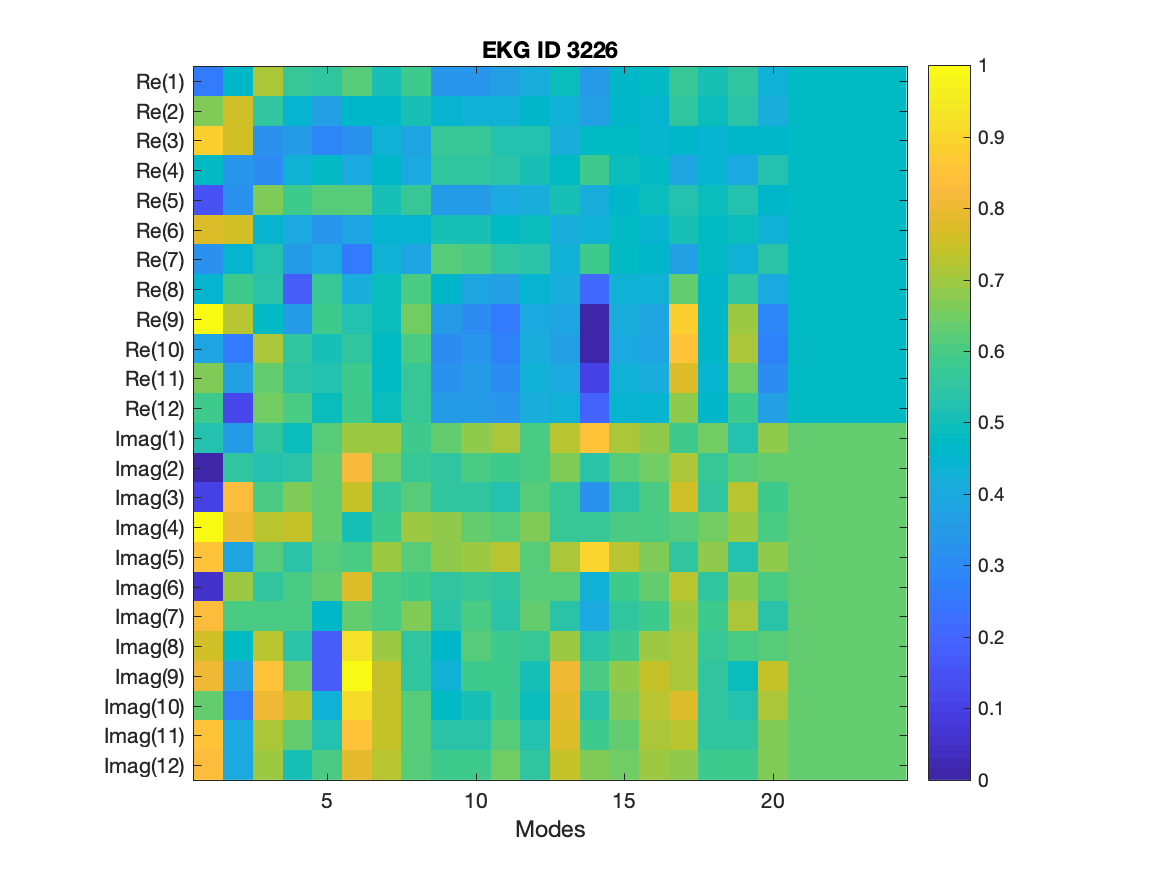 EKG ID 3226
Re(1)
Re(2)
Re(3)
Re(4)
Re(5)
Re(6)
Re(7)
Re(8)
Re(9)
Re(10)
Re(11)
Re(12)
Imag(1)
Imag(2)
Imag(3)
Imag(4)
Imag(5)
Imag(6)
Imag(7)
Imag(8)
Imag(9)
Imag(10)
Imag(11)
Imag(12)
5 10 15 20
Modes
1
0.9
0.8
0.7
0.6
0.5
0.4
0.3
0.2
0.1
0